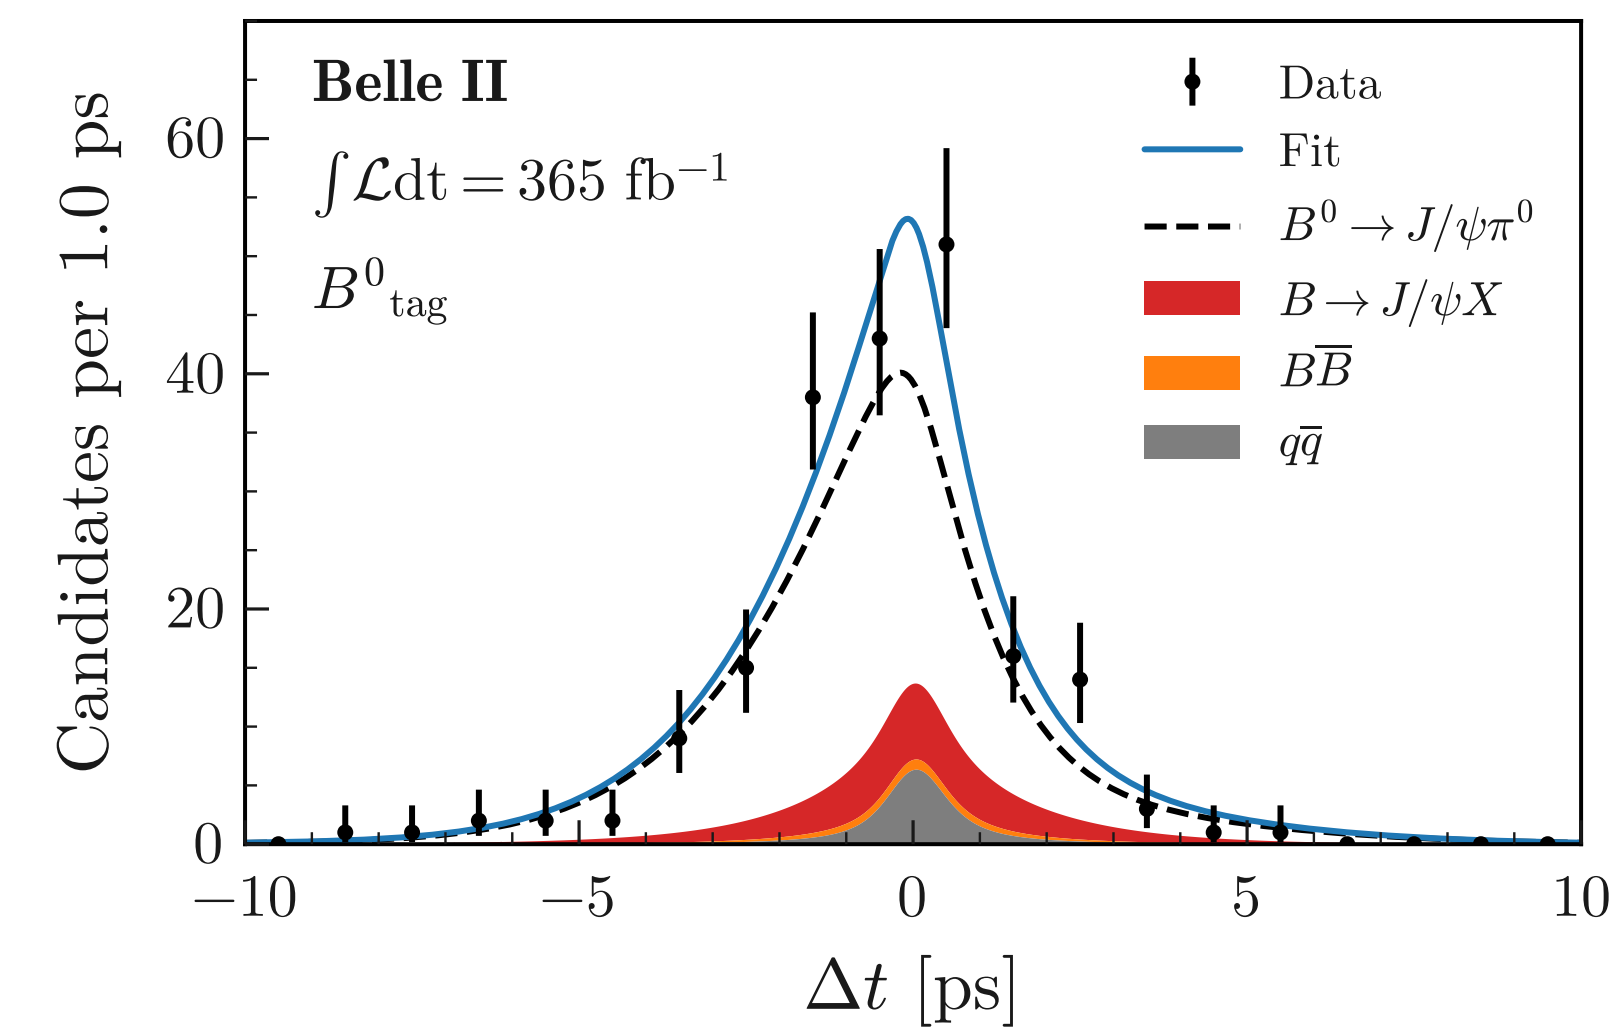 Belle II
∫ℒdt = 365 fb⁻¹
B⁰tag
Data
Fit
B⁰ → J/ψπ⁰
B → J/ψX
BB̅
qq̅
Candidates per 1.0 ps
60
40
20
0
−10
−5
0
5
10
Δt [ps]